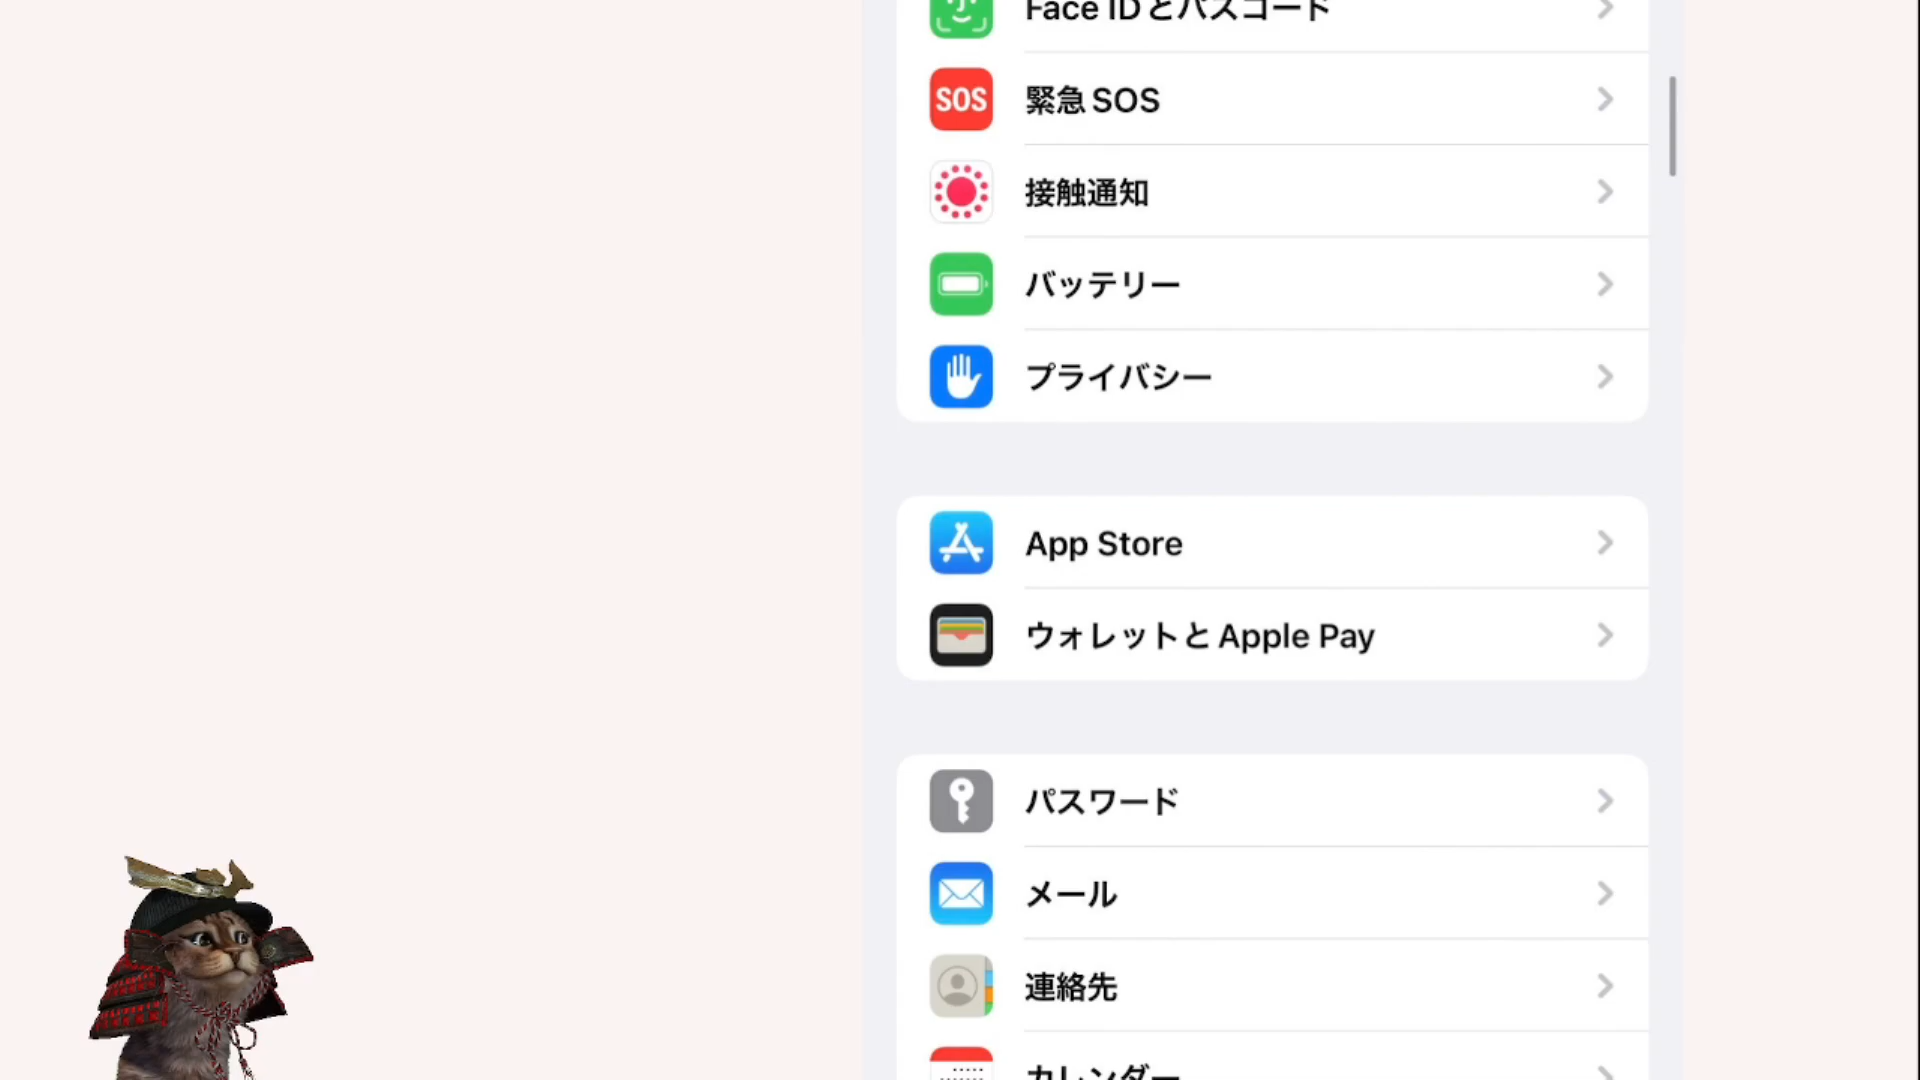 Face IDとパスコード
SOS 緊急SOS
接触通知
バッテリー
プライバシー
App Store
ウォレットとApple Pay
パスワード
メール
連絡先
カレンダー